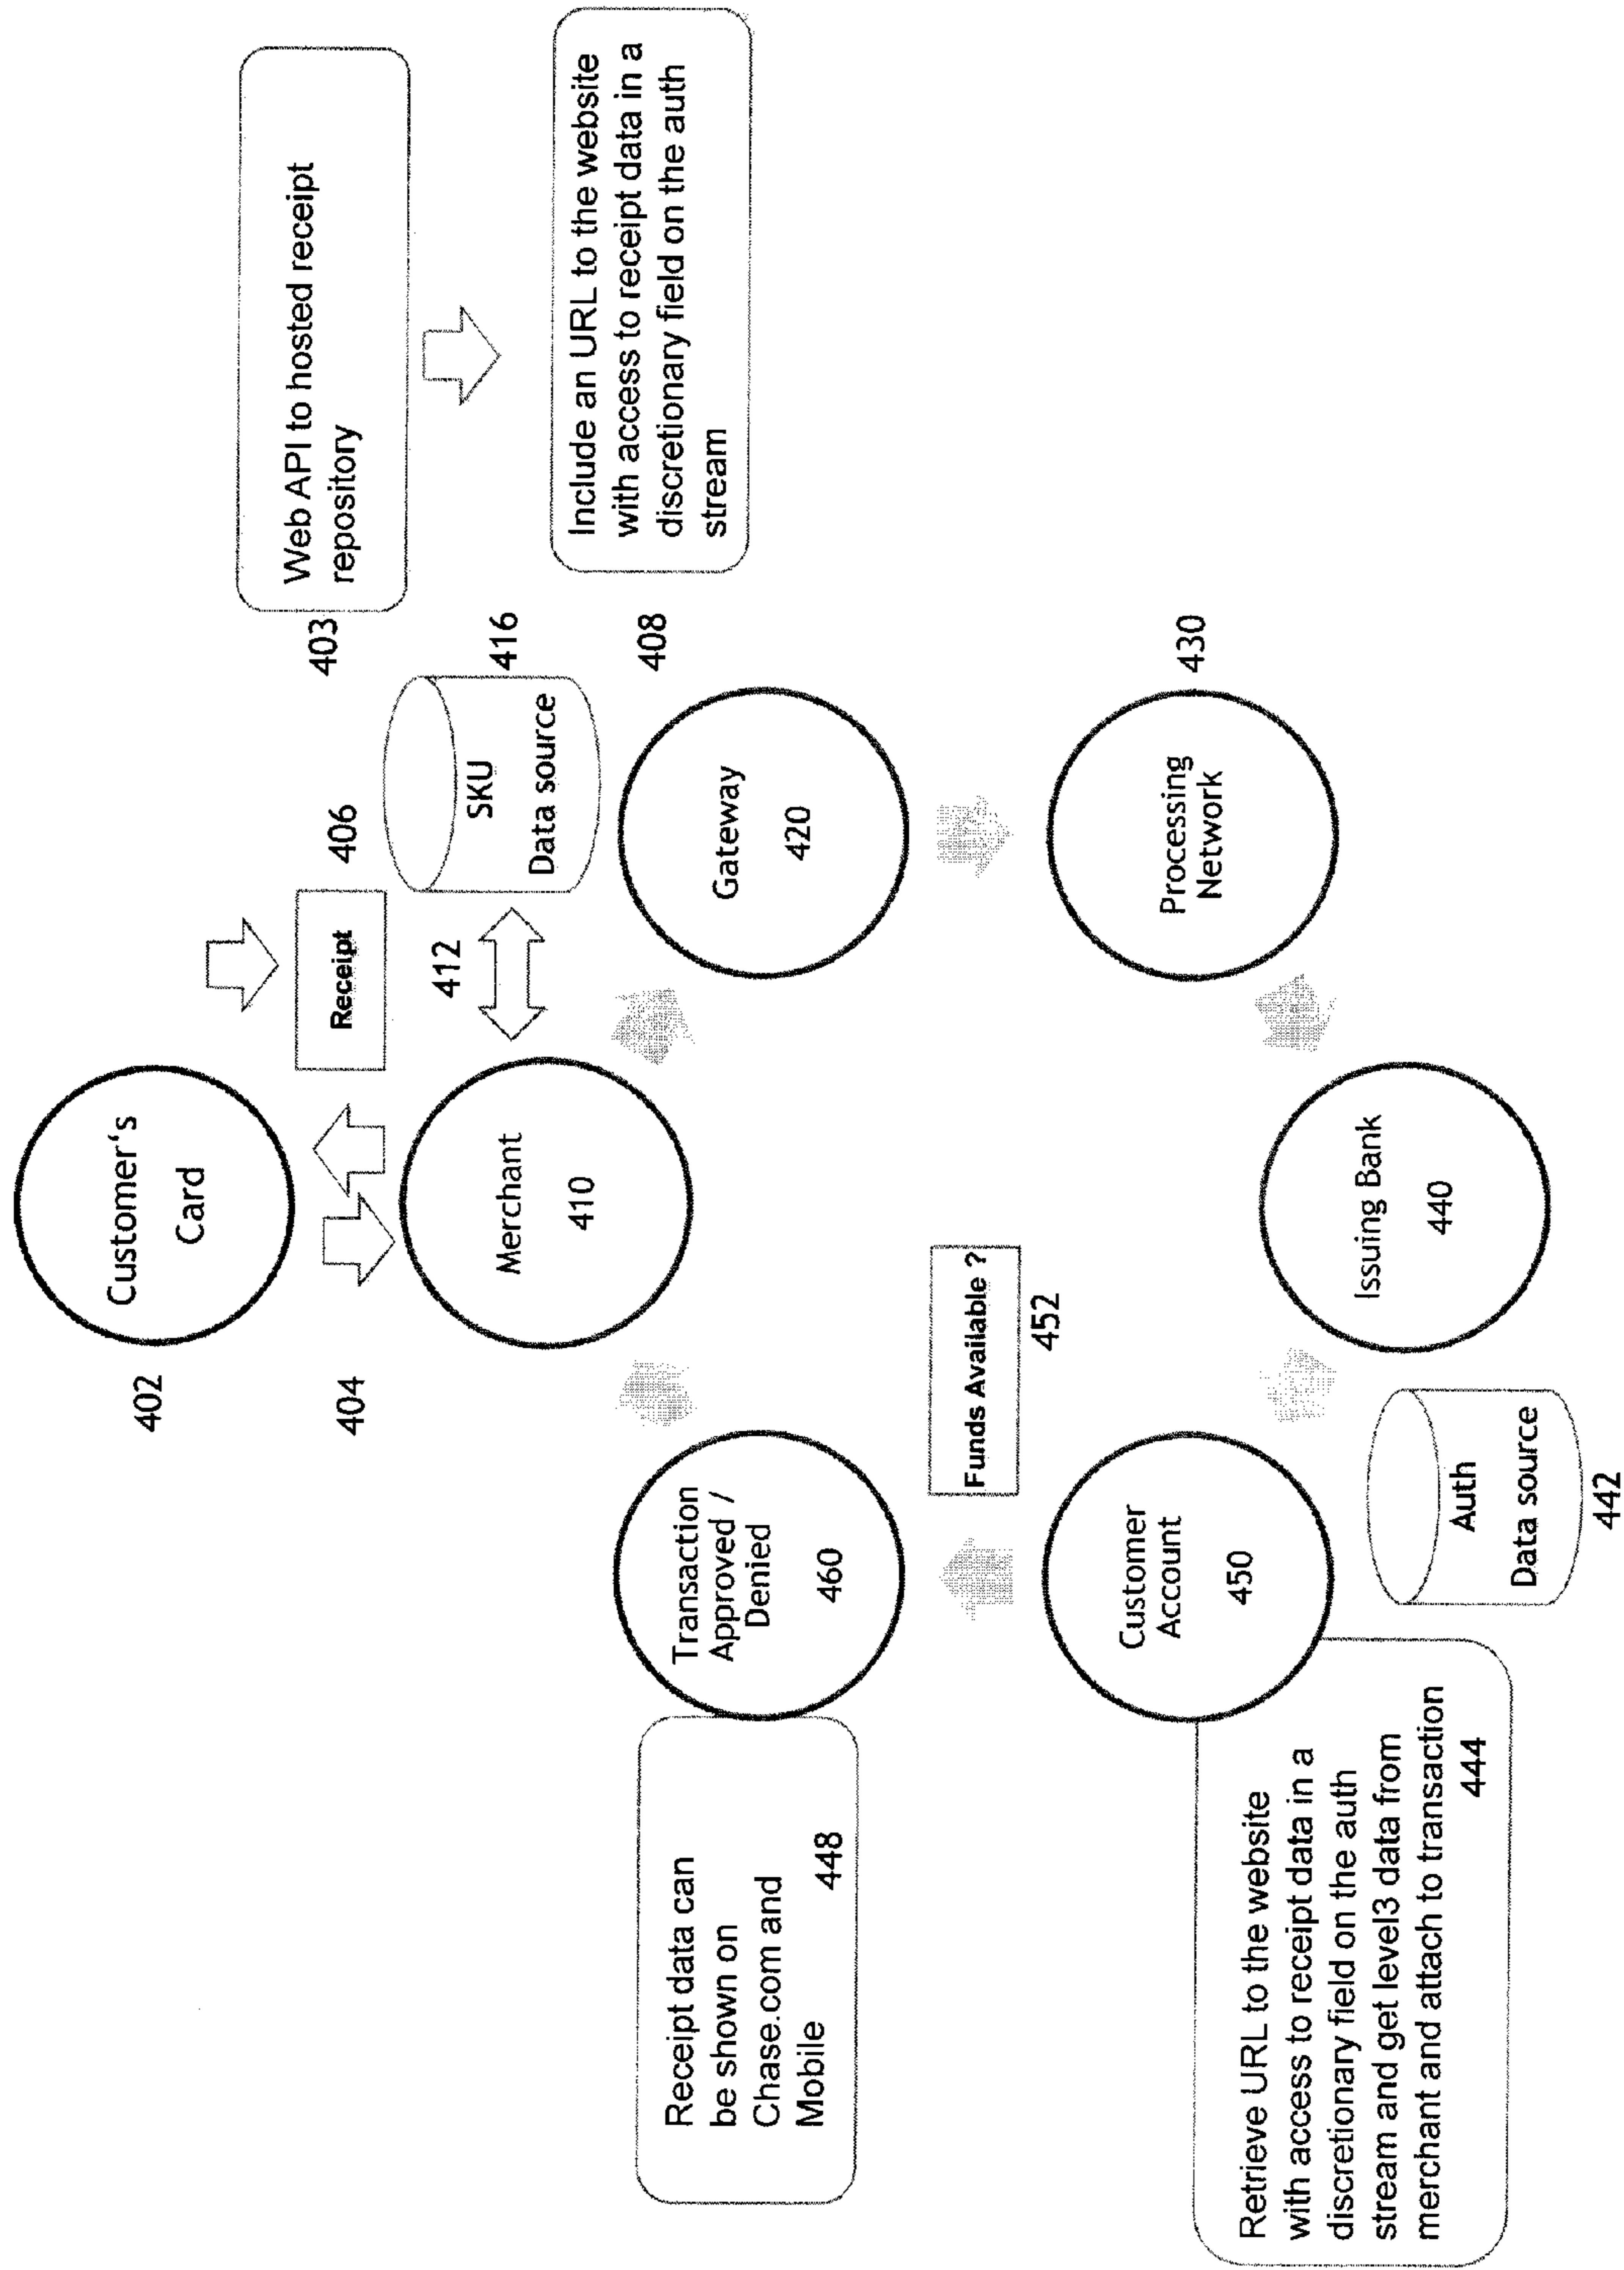 402
Customer's
Card
404
406
Receipt
403
Web API to hosted receipt
repository
412
416
SKU
Data source
408
Include an URL to the website
with access to receipt data in a
discretionary field on the auth
stream
Merchant
410
Gateway
420
Processing
Network
430
Issuing Bank
440
Auth
Data source
442
Customer
Account
450
Retrieve URL to the website
with access to receipt data in a
discretionary field on the auth
stream and get level3 data from
merchant and attach to transaction
444
Funds Available ?
452
Transaction
Approved /
Denied
460
Receipt data can
be shown on
Chase.com and
Mobile
448